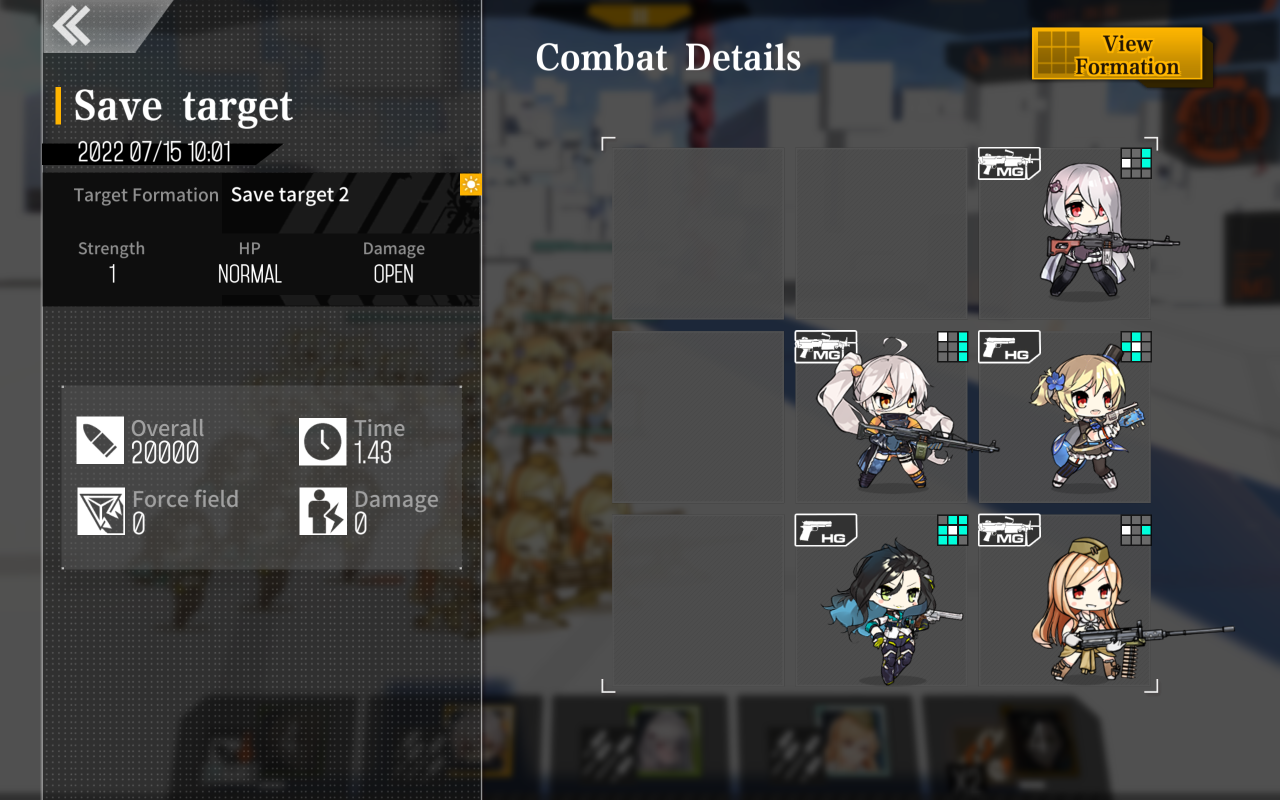 Combat Details
View
Formation
Save target
2022 07/15 10:01
Target Formation Save target 2
Strength HP Damage
1 NORMAL OPEN
Overall Time
20000 1.43
Force field Damage
0 0
MG
MG
HG
HG
MG